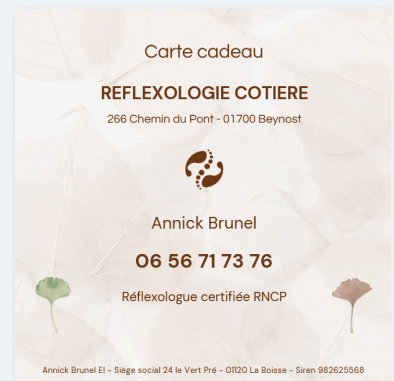 Carte cadeau
REFLEXOLOGIE COTIERE
266 Chemin du Pont - 01700 Beynost
Annick Brunel
06 56 71 73 76
Réflexologue certifiée RNCP
Annick Brunel EI - Siège social 24 le Vert Pré - 01120 La Boisse - Siren 982625568